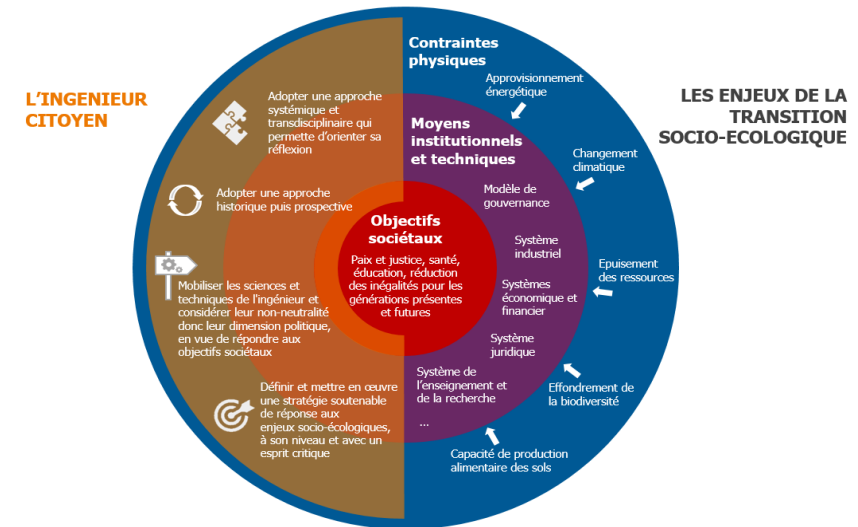 L'INGENIEUR
CITOYEN
Adopter une approche
systémique et
transdisciplinaire qui
permette d'orienter sa
réflexion
Adopter une approche
historique puis prospective
Mobiliser les sciences et
techniques de l'ingénieur et
considérer leur non-neutralité
donc leur dimension politique,
en vue de répondre aux
objectifs sociétaux
Définir et mettre en œuvre
une stratégie soutenable
de réponse aux
enjeux socio-écologiques,
à son niveau et avec un
esprit critique
Objectifs
sociétaux
Paix et justice, santé,
éducation, réduction
des inégalités pour les
générations présentes
et futures
Moyens
institutionnels
et techniques
Modèle de
gouvernance
Système
industriel
Systèmes
économique et
financier
Système
juridique
Système de
l'enseignement et
de la recherche
...
Contraintes
physiques
Approvisionnement
énergétique
Changement
climatique
Epuisement
des ressources
Effondrement de
la biodiversité
Capacité de production
alimentaire des sols
LES ENJEUX DE LA
TRANSITION
SOCIO-ECOLOGIQUE